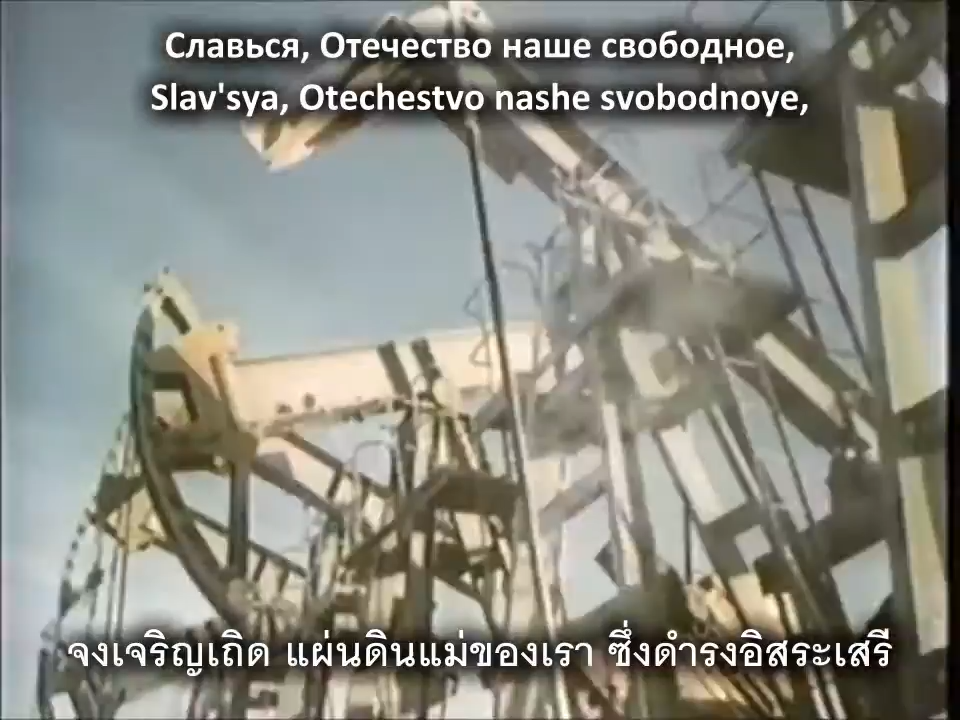 Славься, Отечество наше свободное,
Slav'sya, Otechestvo nashe svobodnoye,
จงเจริญเถิด แผ่นดินแม่ของเรา ซึ่งดำรงอิสระเสรี